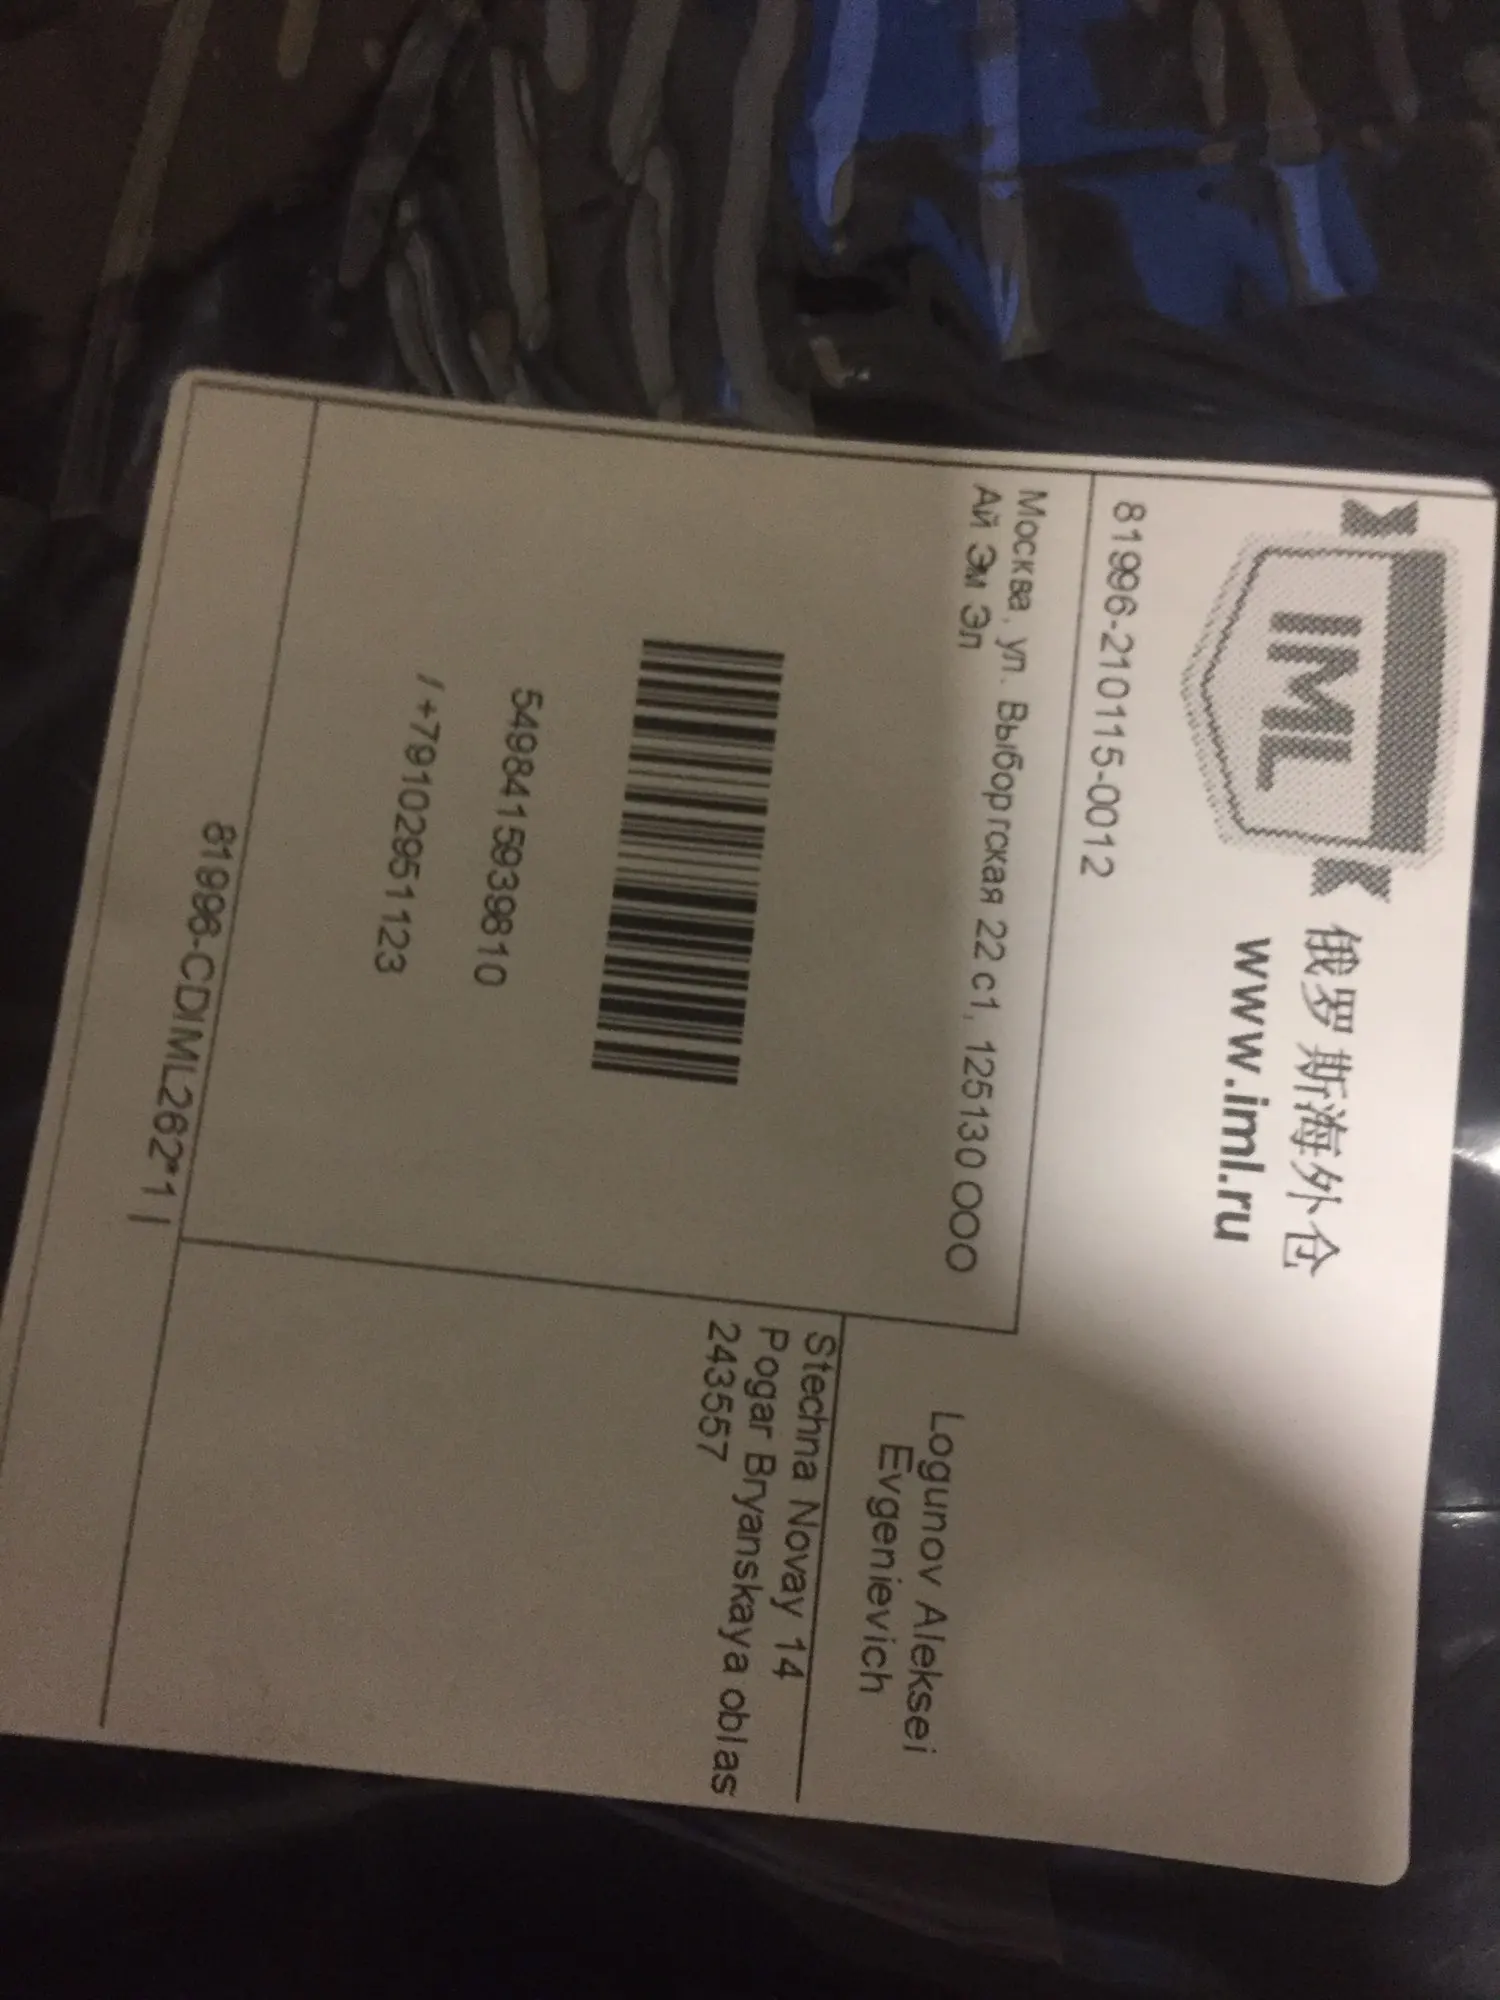 IML
俄罗斯海外仓
www.iml.ru
81996-210115-0012
Москва, ул. Выборгская 22 с1, 125130 ООО
Ай Эм Эл
5498415939810
/ +79102951123
Logunov Aleksei
Evgenievich
Stechna Novay 14
Pogar Bryanskaya oblas
243557
81996-CDIML262*1 |